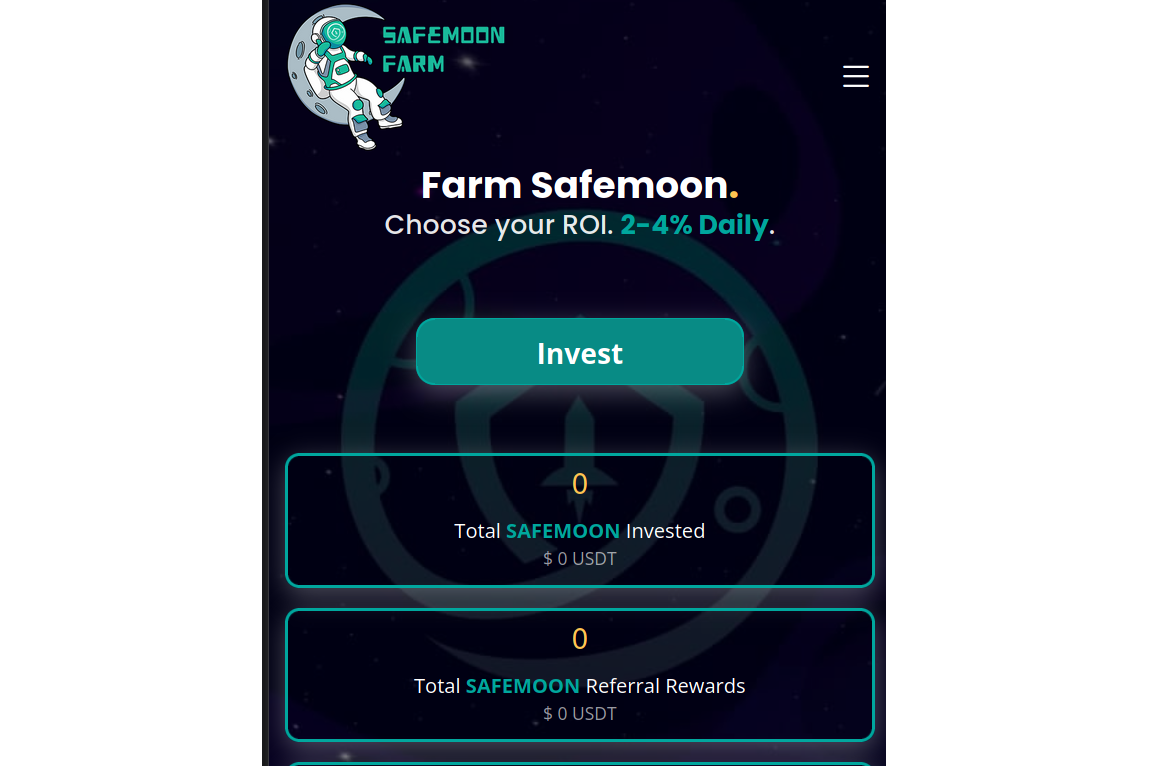 SAFEMOON
FARM
Farm Safemoon.
Choose your ROI. 2-4% Daily.
Invest
0
Total SAFEMOON Invested
$ 0 USDT
0
Total SAFEMOON Referral Rewards
$ 0 USDT